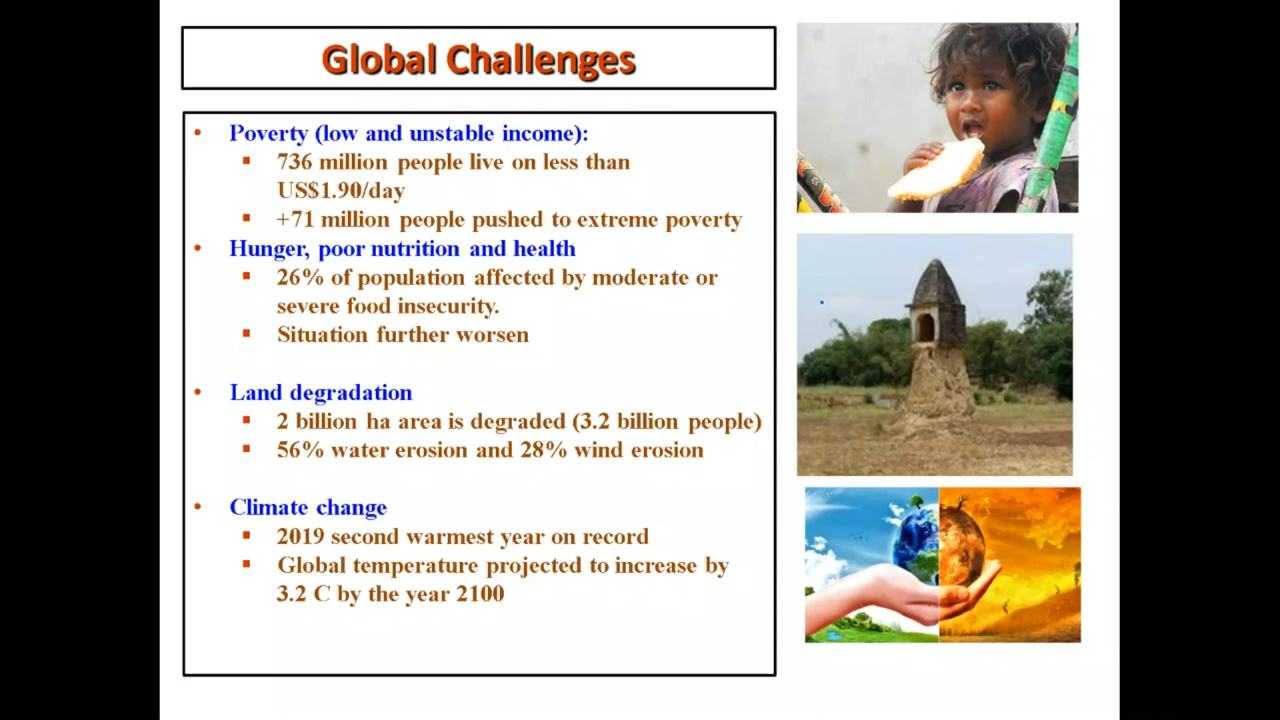 Global Challenges
• Poverty (low and unstable income):
▪ 736 million people live on less than
US$1.90/day
▪ +71 million people pushed to extreme poverty
• Hunger, poor nutrition and health
▪ 26% of population affected by moderate or
severe food insecurity.
▪ Situation further worsen
• Land degradation
▪ 2 billion ha area is degraded (3.2 billion people)
▪ 56% water erosion and 28% wind erosion
• Climate change
▪ 2019 second warmest year on record
▪ Global temperature projected to increase by
3.2 C by the year 2100